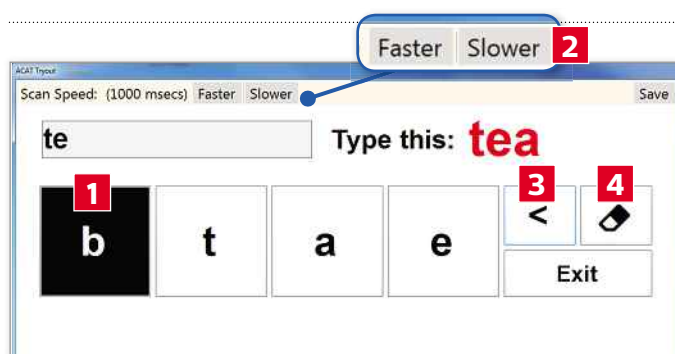 Faster Slower 2
ACAT Tryout
Scan Speed: (1000 msecs) Faster Slower Save
te Type this: tea
1 3 4
b t a e <
Exit